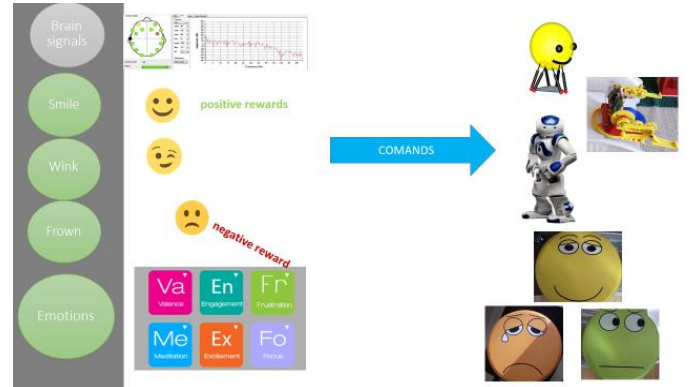 Brain
signals
Smile
positive rewards
Wink
COMANDS
Frown
negative reward
Va
En
Fr
Valence
Engagement
Frustration
Emotions
Me
Ex
Fo
Meditation
Excitement
Focus